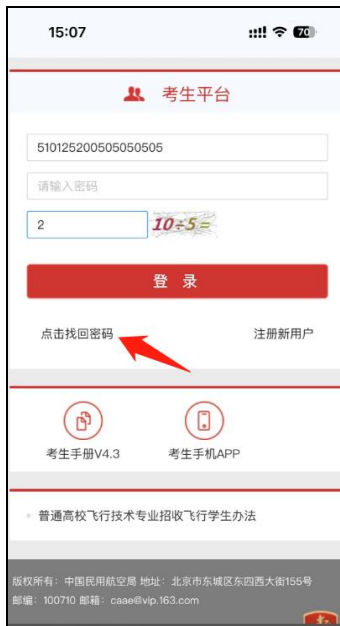 15:07
70
考生平台
510125200505050505
请输入密码
2
10÷5=
登 录
点击找回密码
注册新用户
考生手册V4.3
考生手机APP
普通高校飞行技术专业招收飞行学生办法
版权所有：中国民用航空局 地址：北京市东城区东四西大街155号
邮编：100710 邮箱：caae@vip.163.com